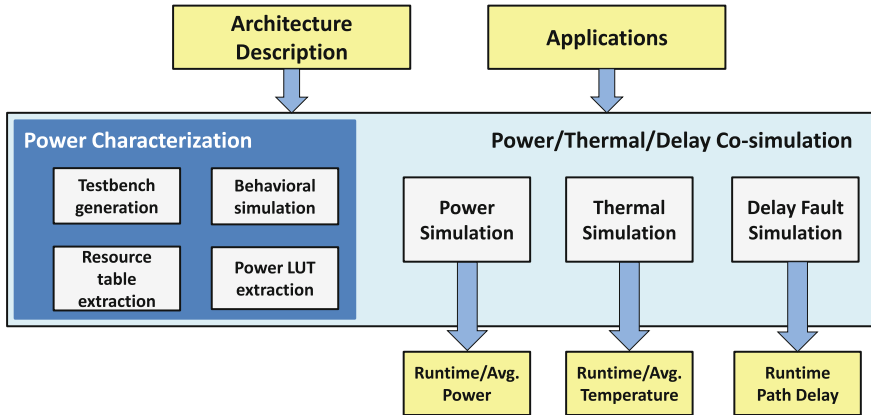 Architecture
Description
Applications
Power Characterization
Power/Thermal/Delay Co-simulation
Testbench
generation
Behavioral
simulation
Resource
table
extraction
Power LUT
extraction
Power
Simulation
Thermal
Simulation
Delay Fault
Simulation
Runtime/Avg.
Power
Runtime/Avg.
Temperature
Runtime
Path Delay